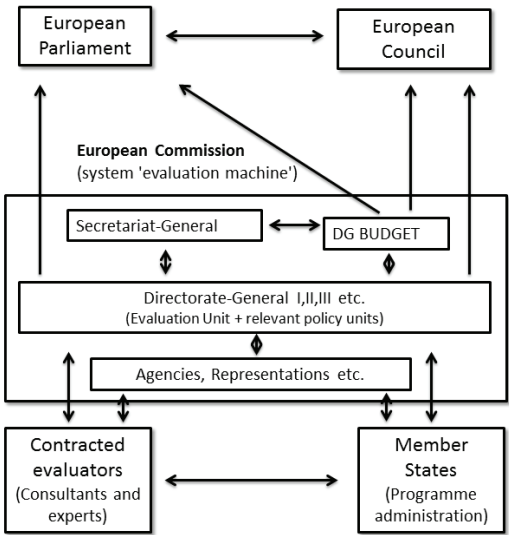 European
Parliament
European
Council
European Commission
(system 'evaluation machine')
Secretariat-General
DG BUDGET
Directorate-General I,II,III etc.
(Evaluation Unit + relevant policy units)
Agencies, Representations etc.
Contracted
evaluators
(Consultants and
experts)
Member
States
(Programme
administration)